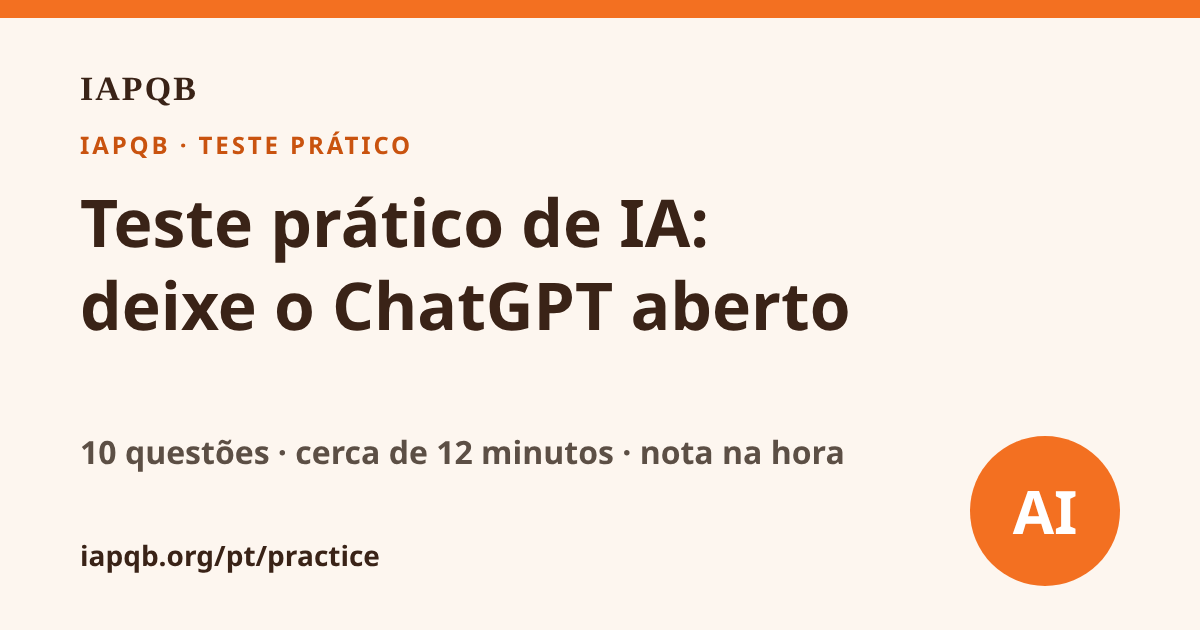 IAPQB
IAPQB · TESTE PRÁTICO
Teste prático de IA:
deixe o ChatGPT aberto
10 questões · cerca de 12 minutos · nota na hora
AI
iapqb.org/pt/practice